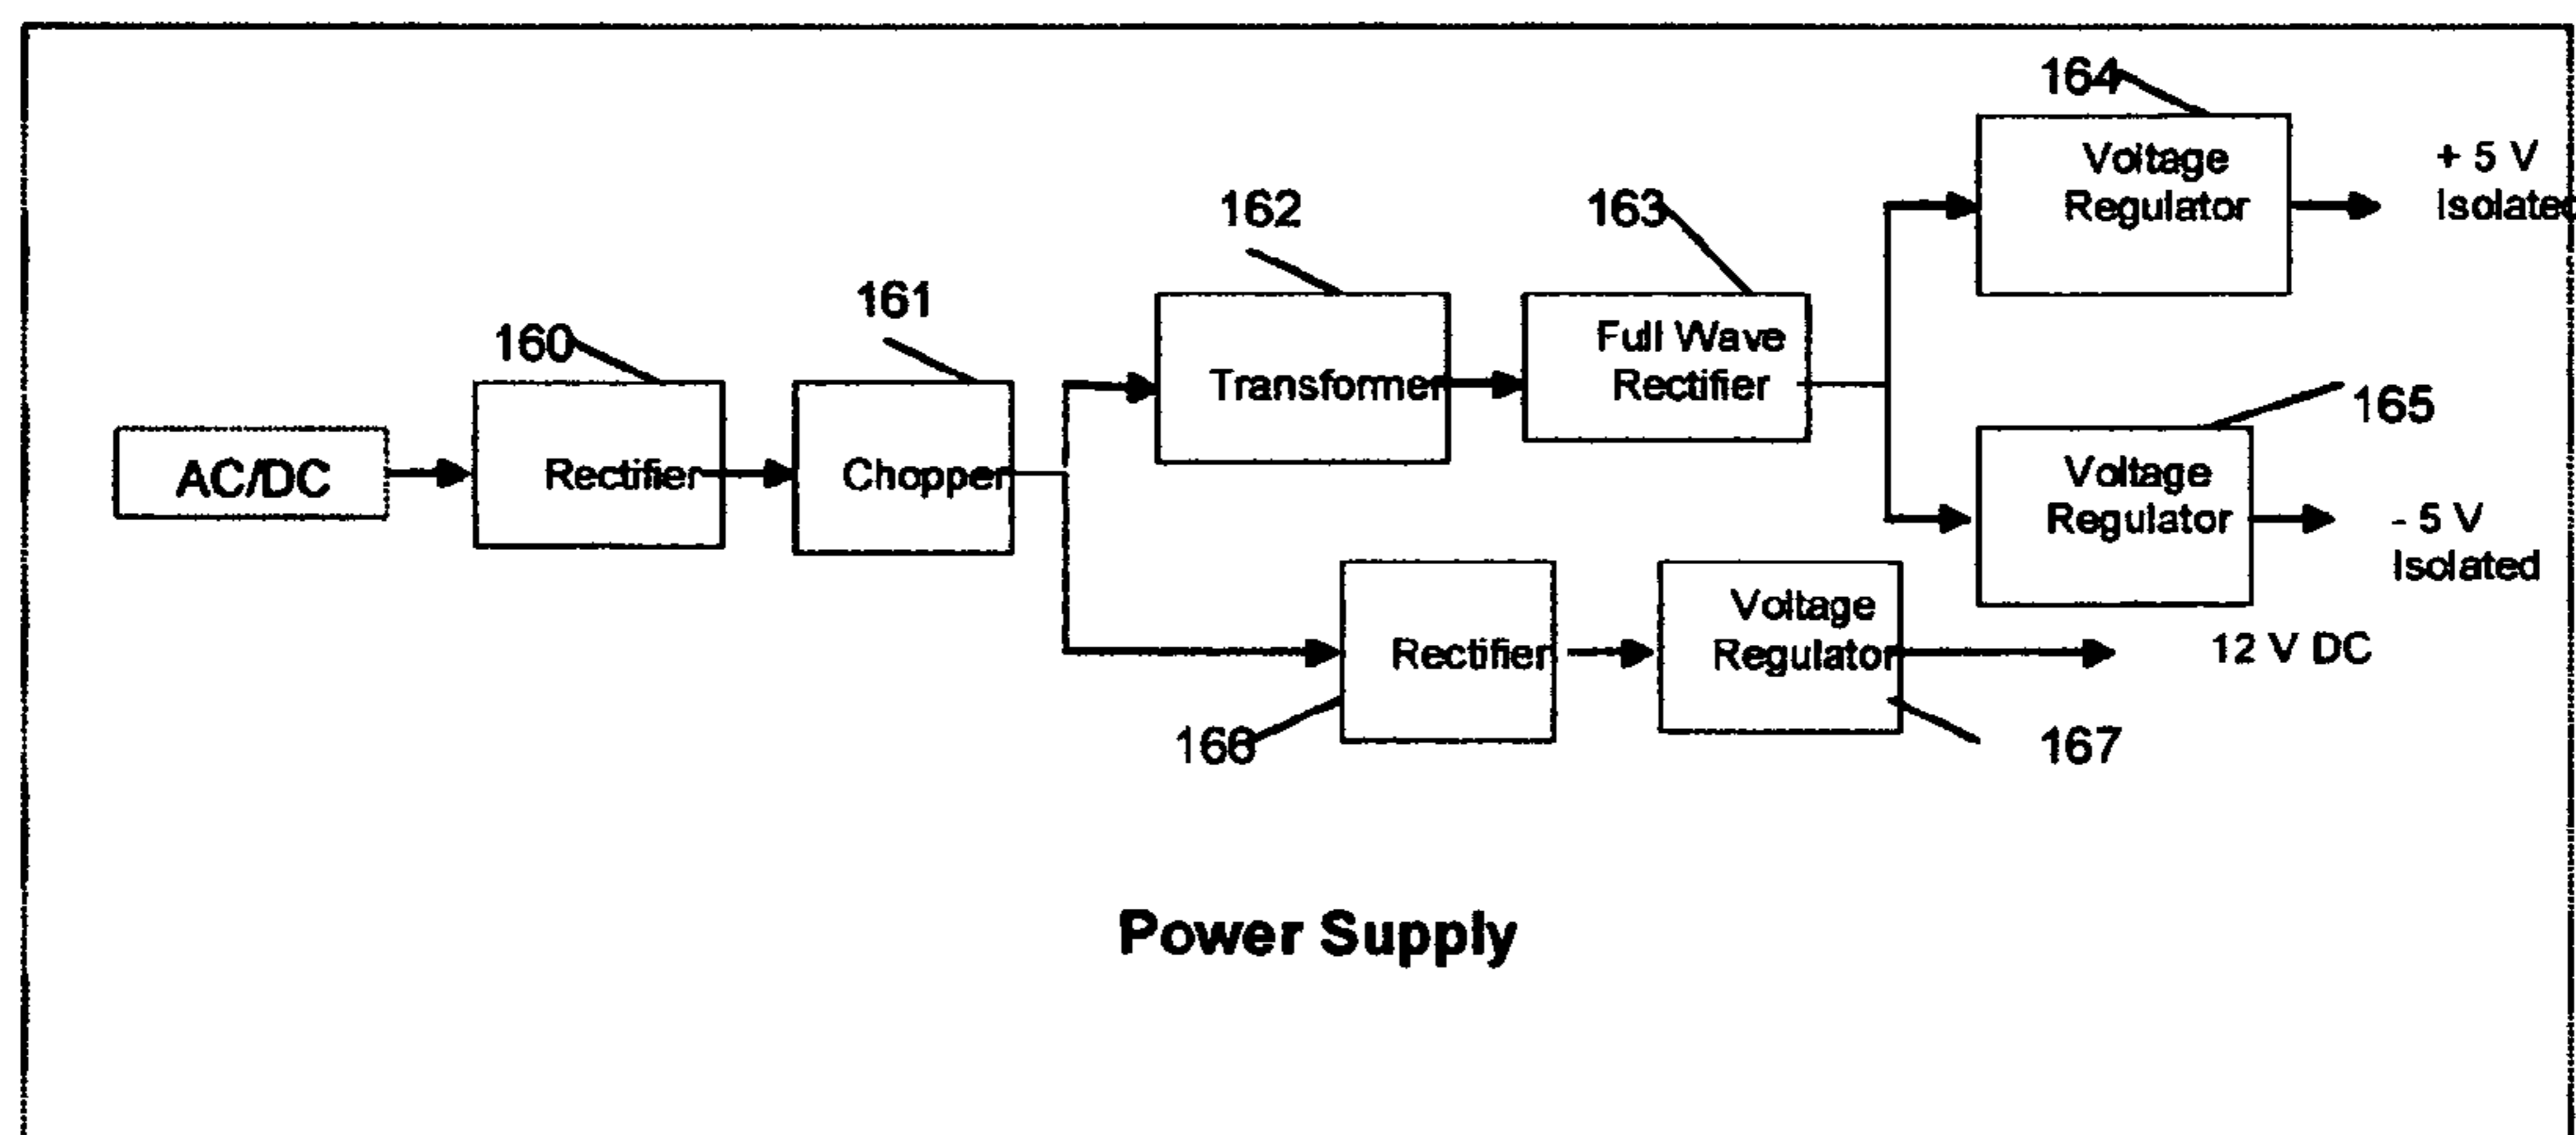 164
Voltage
Regulator
+ 5 V
Isolated
162
163
161
Full Wave
Rectifier
160
Transformer
165
AC/DC
Rectifier
Chopper
Voltage
Regulator
- 5 V
Isolated
Rectifier
Voltage
Regulator
12 V DC
166
167
Power Supply